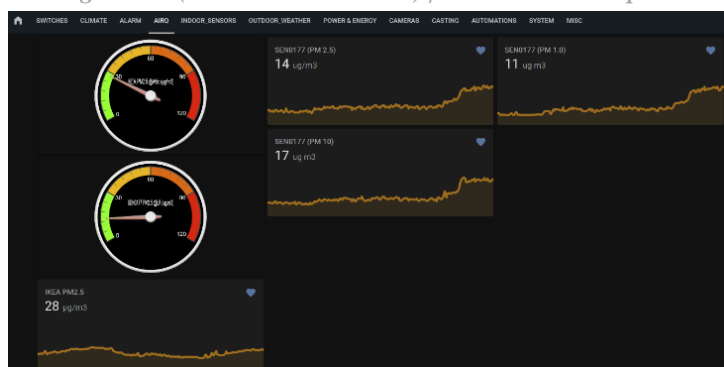 SWITCHES CLIMATE ALARM AIRQ INDOOR_SENSORS OUTDOOR_WEATHER POWER & ENERGY CAMERAS CASTING AUTOMATIONS SYSTEM MISC
60
30
90
0
120
60
30
90
0
120
IKEA PM2.5
28 µg/m3
SEN0177 (PM 2.5)
14 ug/m3
SEN0177 (PM 1.0)
11 ug m3
SEN0177 (PM 10)
17 ug m3